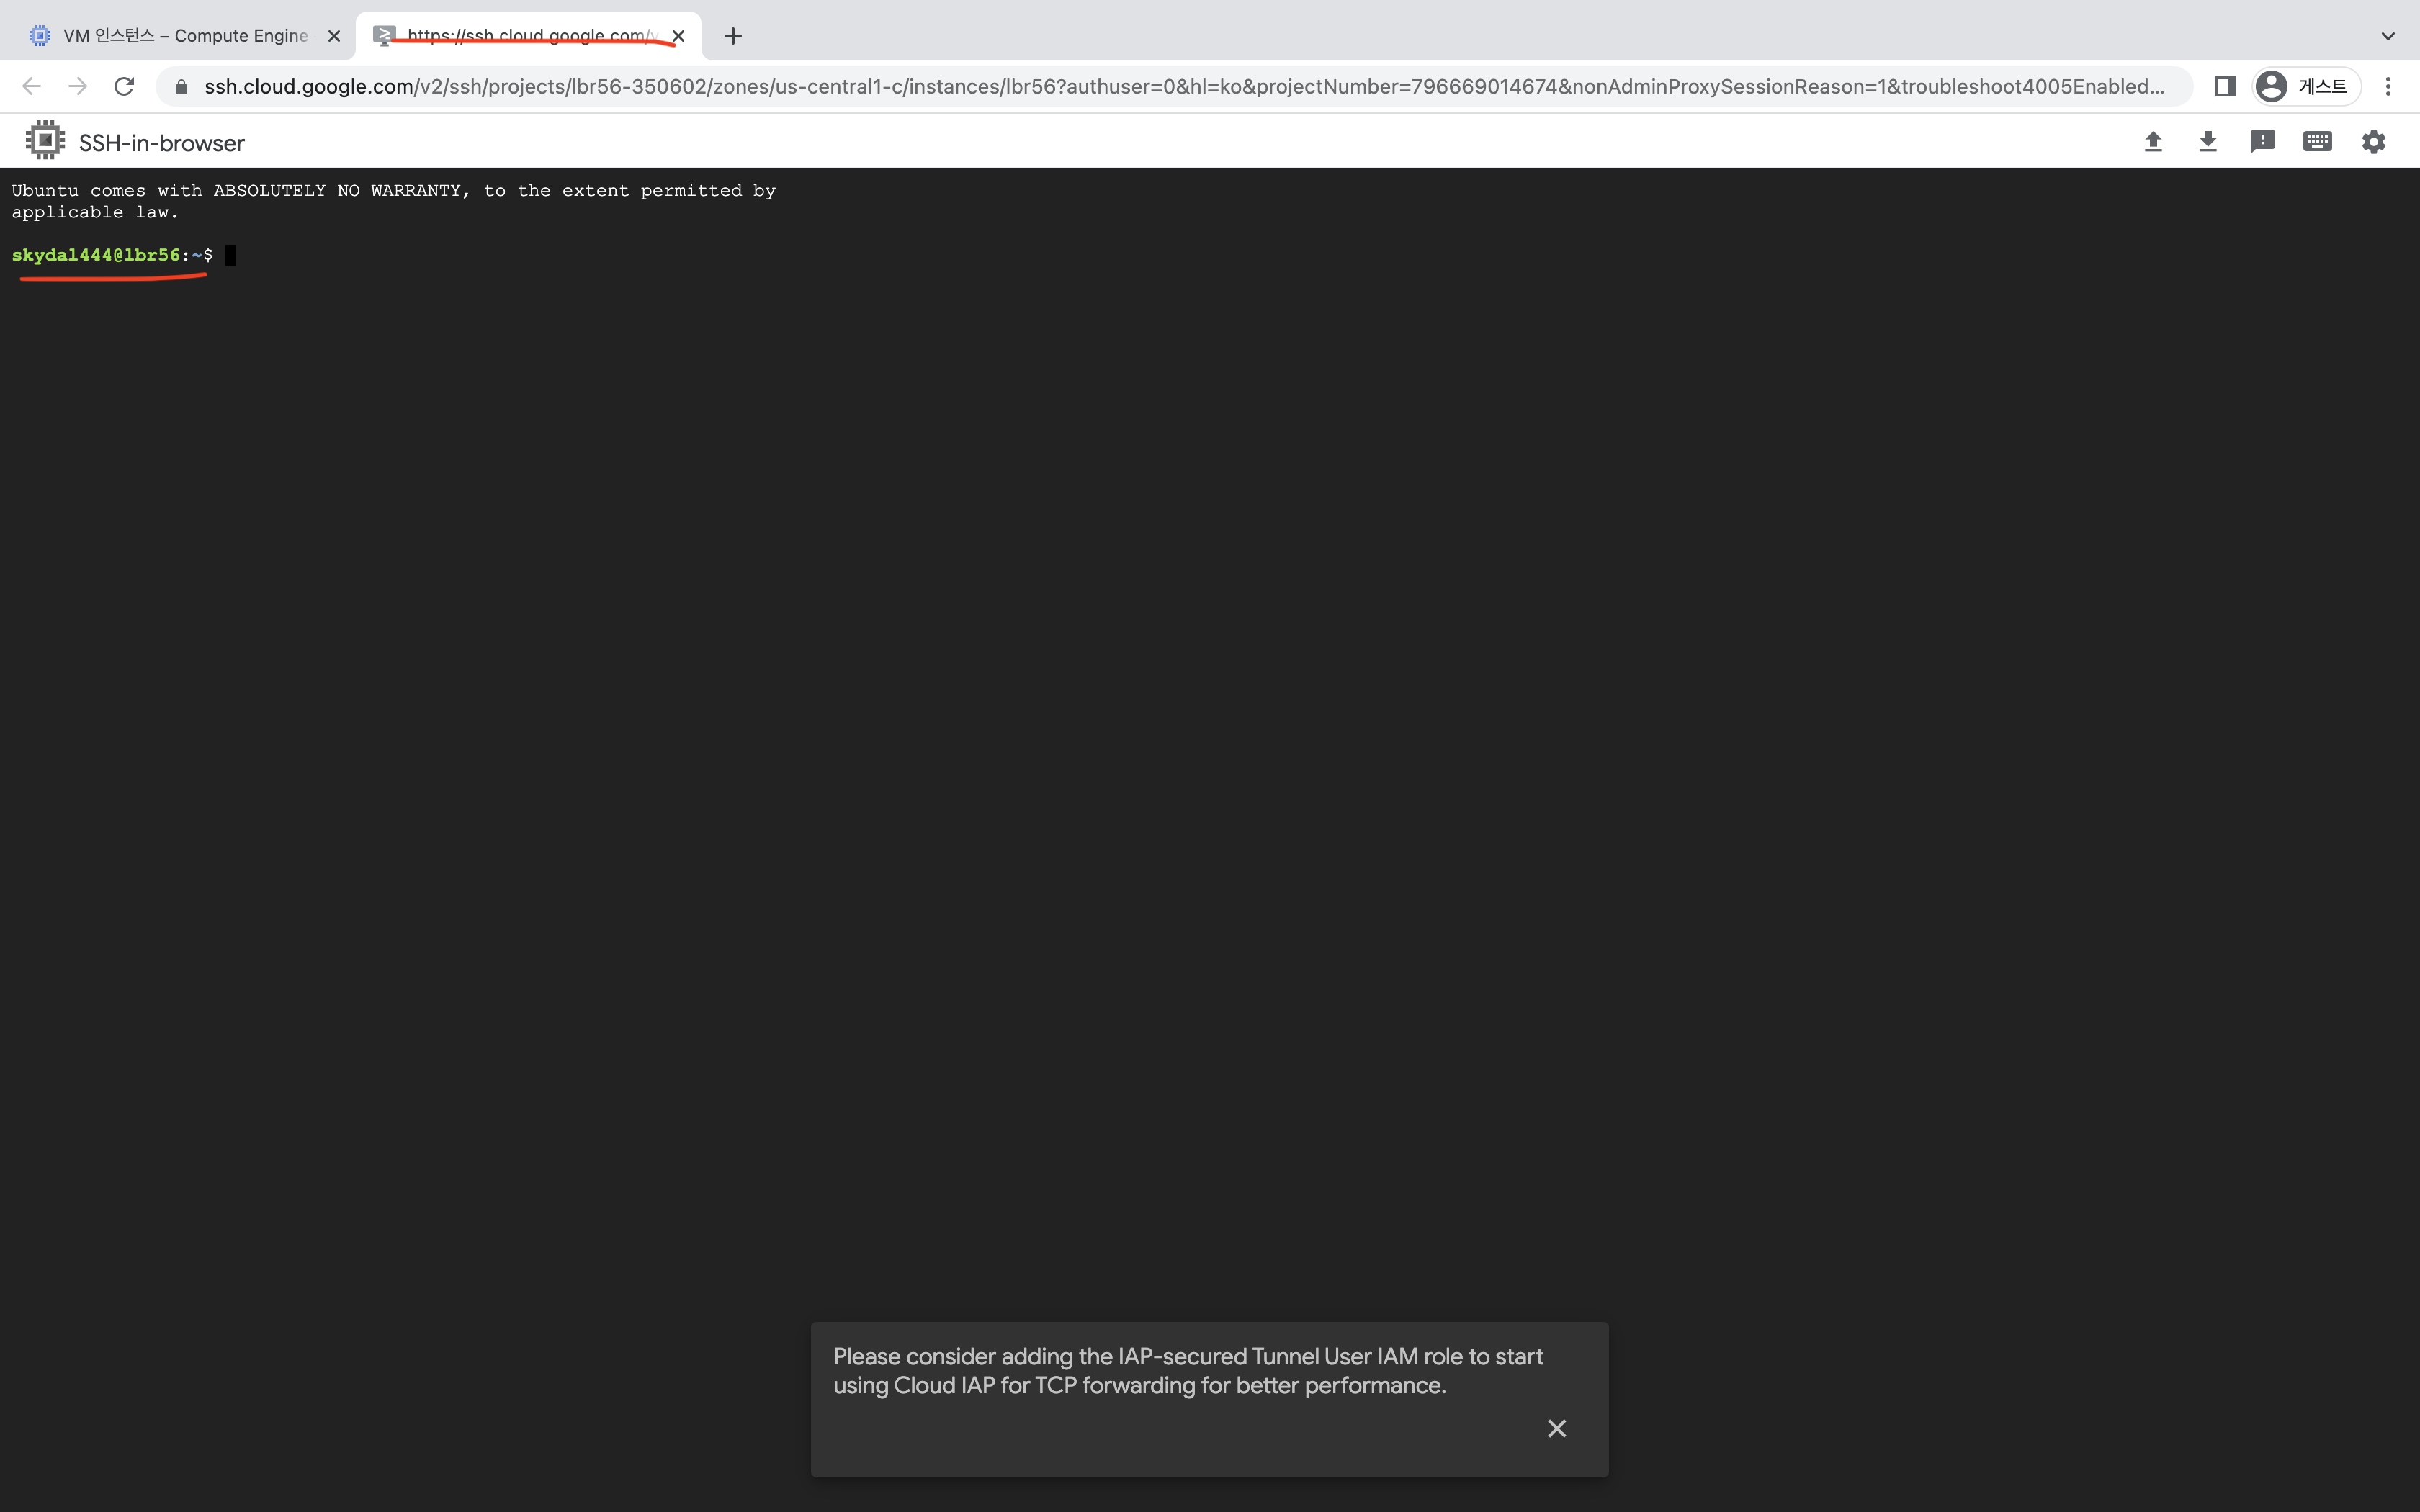 VM 인스턴스 – Compute Engine
https://ssh.cloud.google.com/v
ssh.cloud.google.com/v2/ssh/projects/lbr56-350602/zones/us-central1-c/instances/lbr56?authuser=0&hl=ko&projectNumber=796669014674&nonAdminProxySessionReason=1&troubleshoot4005Enabled...
게스트
SSH-in-browser
Ubuntu comes with ABSOLUTELY NO WARRANTY, to the extent permitted by
applicable law.
skydal444@lbr56:~$
Please consider adding the IAP-secured Tunnel User IAM role to start
using Cloud IAP for TCP forwarding for better performance.